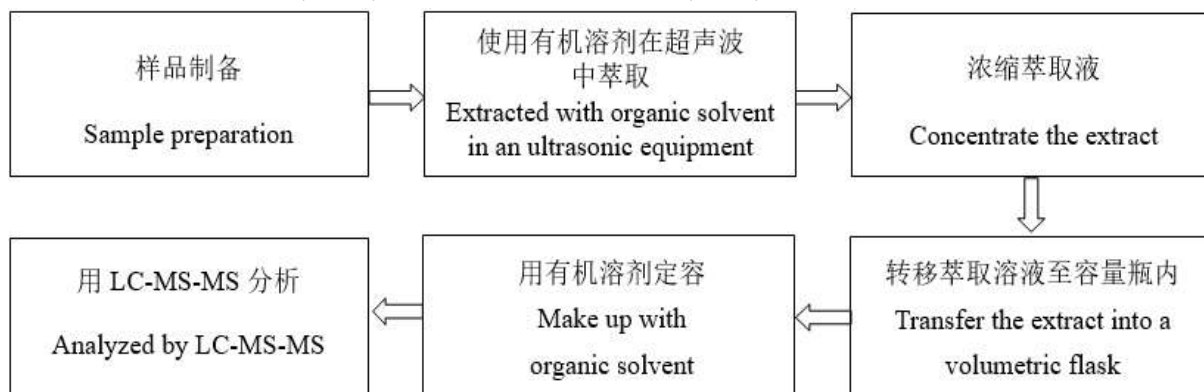 样品制备
Sample preparation
使用有机溶剂在超声波
中萃取
Extracted with organic solvent
in an ultrasonic equipment
浓缩萃取液
Concentrate the extract
转移萃取溶液至容量瓶内
Transfer the extract into a
volumetric flask
用有机溶剂定容
Make up with
organic solvent
用 LC-MS-MS 分析
Analyzed by LC-MS-MS